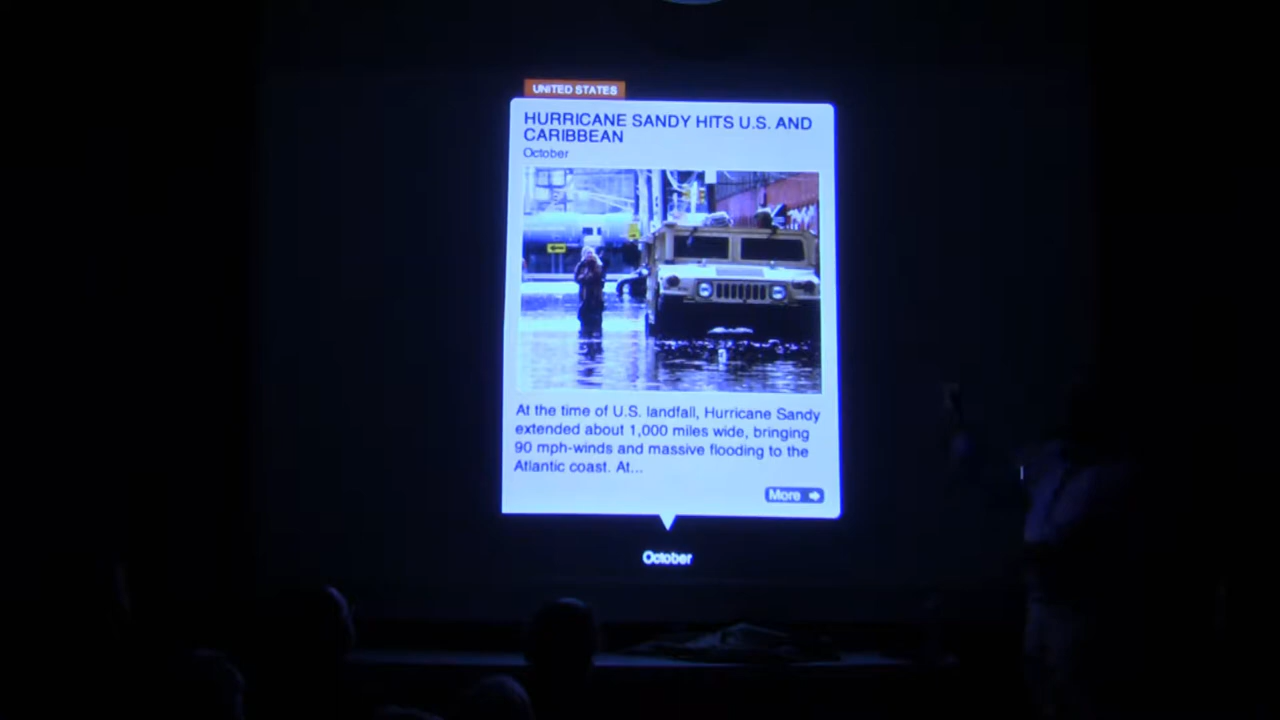 UNITED STATES
HURRICANE SANDY HITS U.S. AND
CARIBBEAN
October
At the time of U.S. landfall, Hurricane Sandy
extended about 1,000 miles wide, bringing
90 mph-winds and massive flooding to the
Atlantic coast. At...
More
October